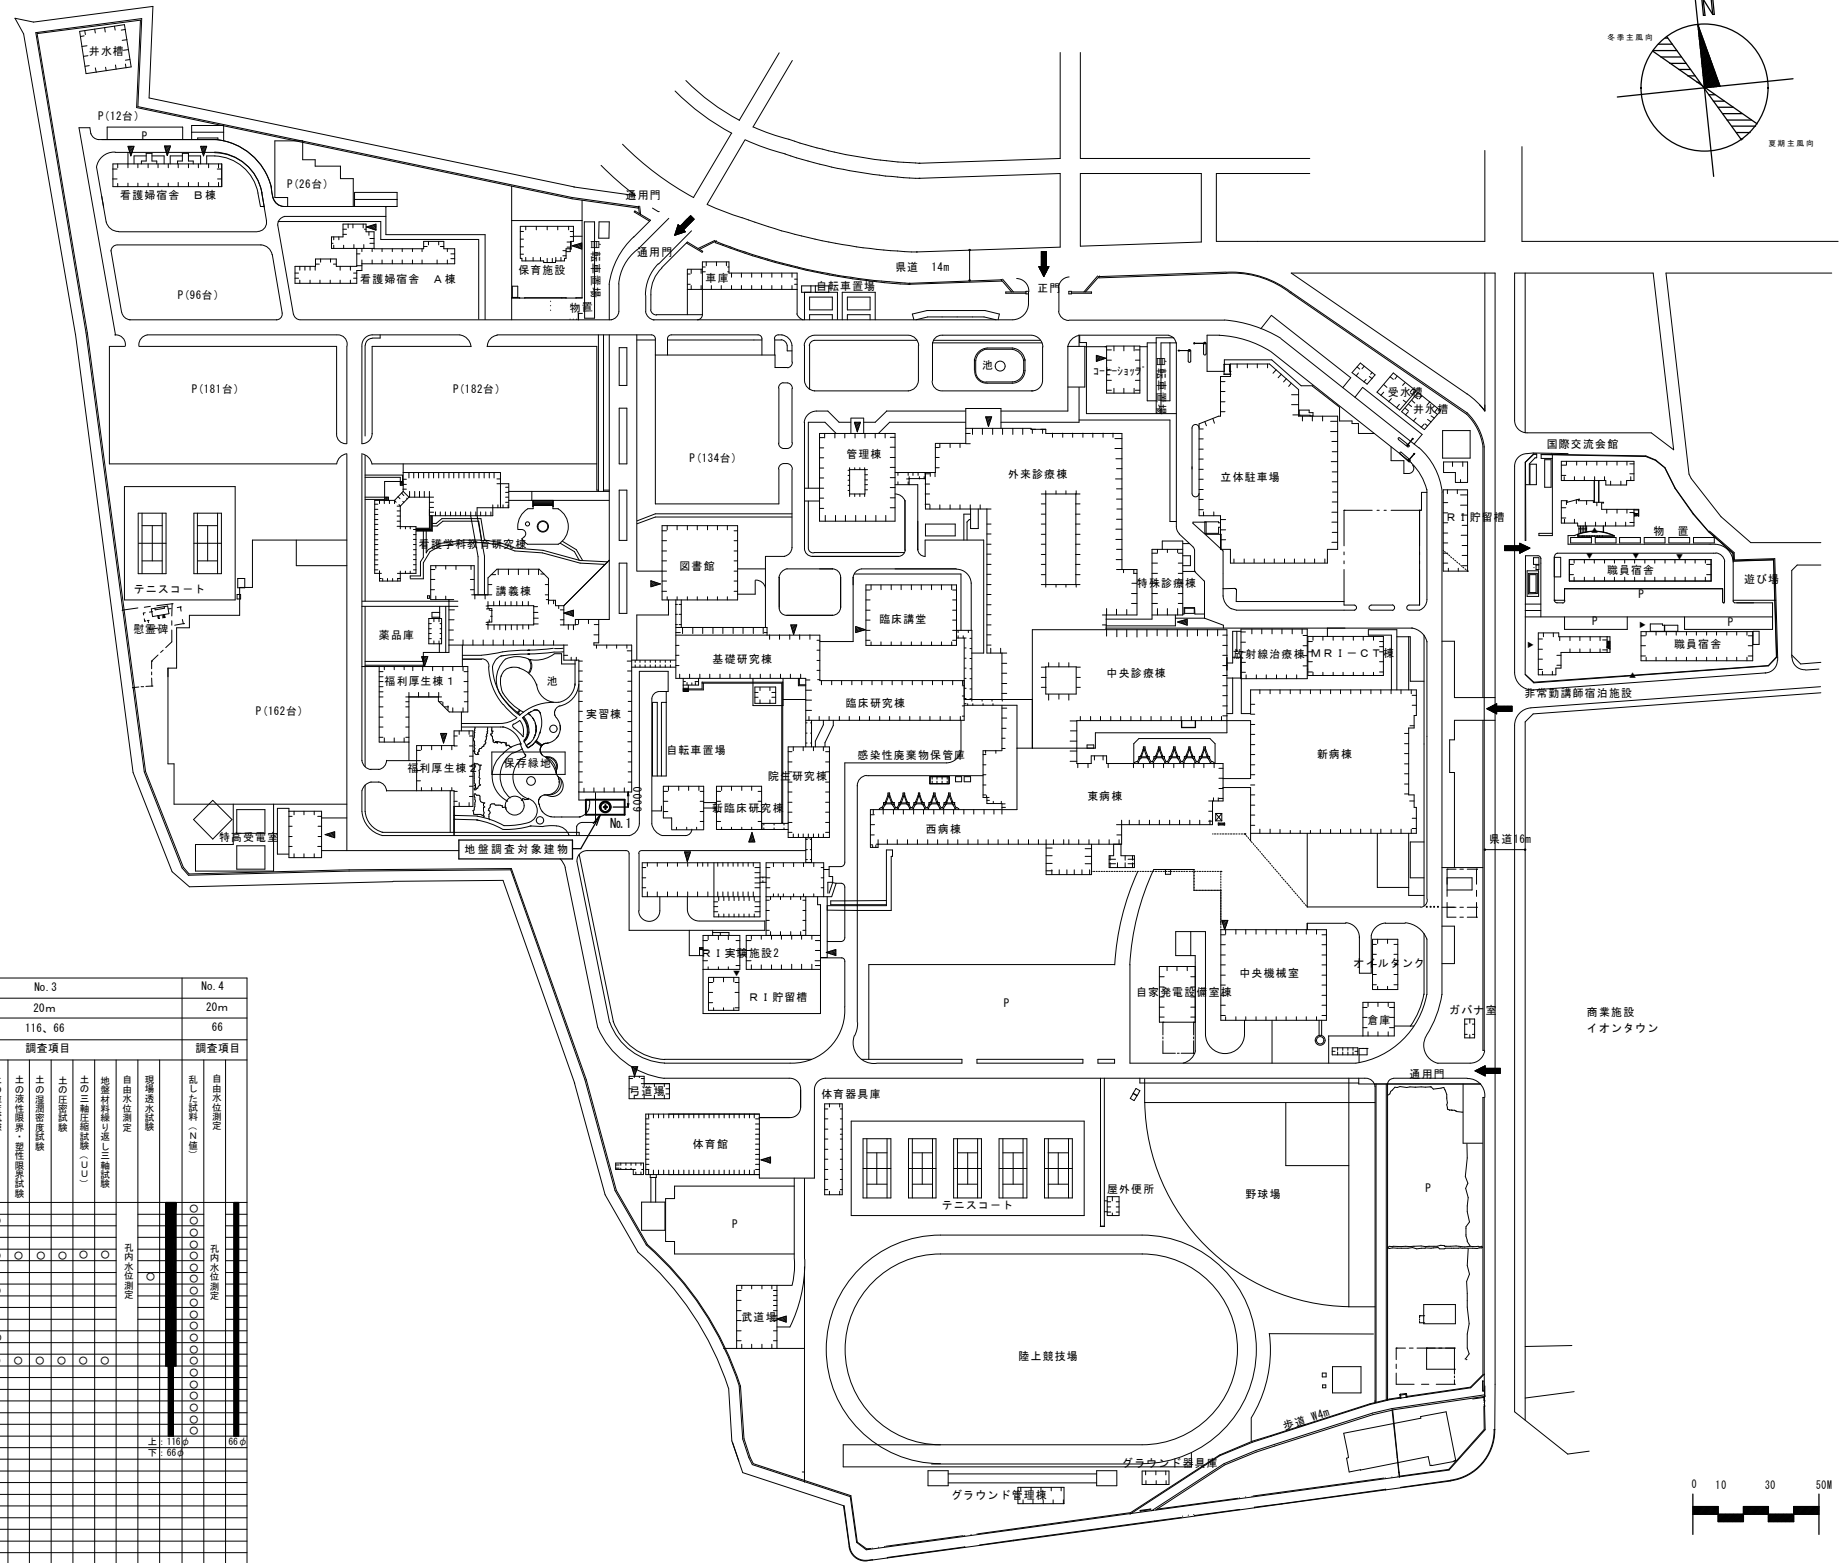 N
冬季主風向
夏期主風向
井水槽
P(12台)
P
看護婦宿舎　B棟
P(26台)
看護婦宿舎　A棟
P(96台)
保育施設
自転車置場
物置
通用門
通用門
車庫
自転車置場
県道　14m
正門
P(181台)
P(182台)
P(134台)
池
コーヒーショップ
自転車置場
受水槽
井水槽
管理棟
外来診療棟
立体駐車場
RI貯留槽
国際交流会館
物　置
職員宿舎
遊び場
P
P
P
職員宿舎
非常勤講師宿泊施設
テニスコート
慰霊碑
看護学科教育研究棟
講義棟
図書館
臨床講堂
特殊診療棟
薬品庫
基礎研究棟
中央診療棟
放射線治療棟
MRI－CT棟
福利厚生棟1
池
実習棟
臨床研究棟
P(162台)
自転車置場
感染性廃棄物保管庫
新病棟
福利厚生棟2
保存緑地
院生研究棟
東病棟
新臨床研究棟
6000
No.1
西病棟
特高受電室
地盤調査対象建物
県道16m
RI実験施設2
RI貯留槽
P
中央機械室
オイルタンク
自家発電設備室棟
倉庫
ガバナ室
商業施設
イオンタウン
通用門
弓道場
体育器具庫
体育館
テニスコート
屋外便所
野球場
P
P
武道場
陸上競技場
歩道 W4m
グラウンド器具庫
グラウンド管理棟
0　10　30　50M
No.3
No.4
20m
20m
116、66
66
調査項目
調査項目
土の液性限界・塑性限界試験
土の湿潤密度試験
土の圧密試験
土の三軸圧縮試験（UU）
地盤材料繰り返し三軸試験
自由水位測定
現場透水試験
乱した試料（N値）
自由水位測定
孔内水位測定
孔内水位測定
上：116φ
下：66φ
66φ